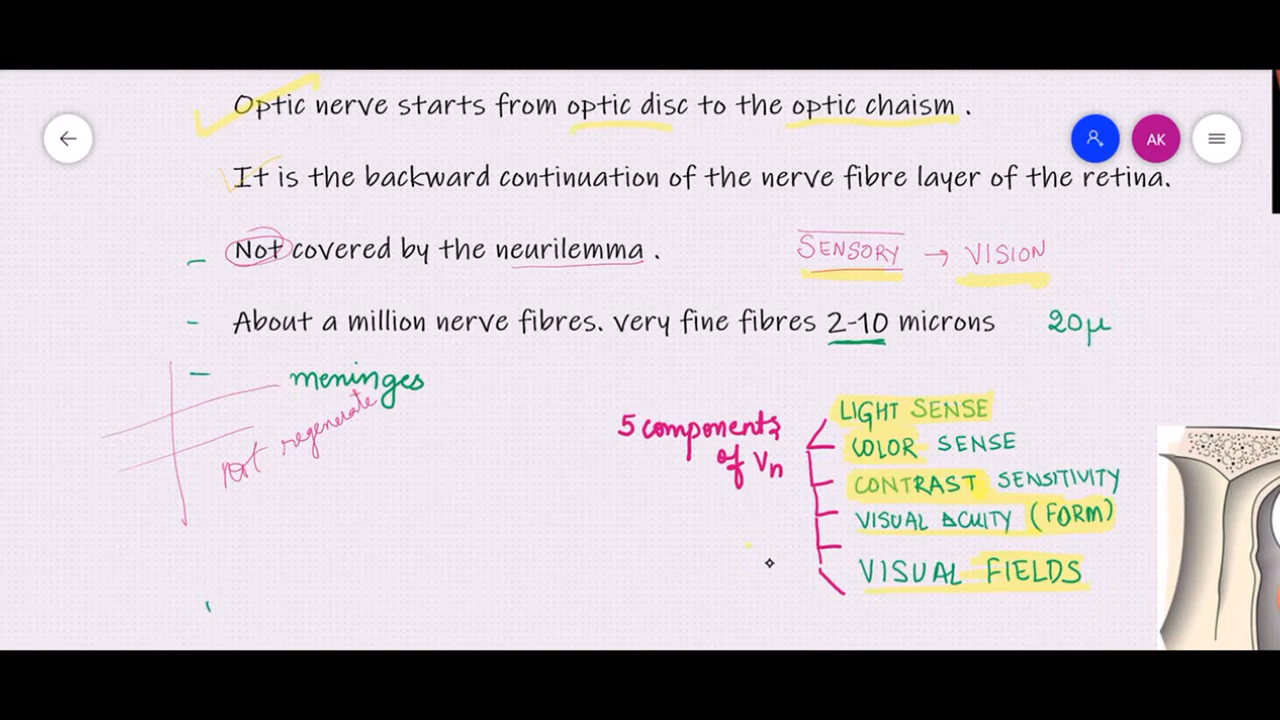 Optic nerve starts from optic disc to the optic chaism .
AK
It is the backward continuation of the nerve fibre layer of the retina.
Not covered by the neurilemma .
SENSORY → VISION
- About a million nerve fibres. very fine fibres 2-10 microns 20μ
- meninges
not regenerate
5 components
of Vn
LIGHT SENSE
COLOR SENSE
CONTRAST SENSITIVITY
VISUAL ACUITY (FORM)
VISUAL FIELDS